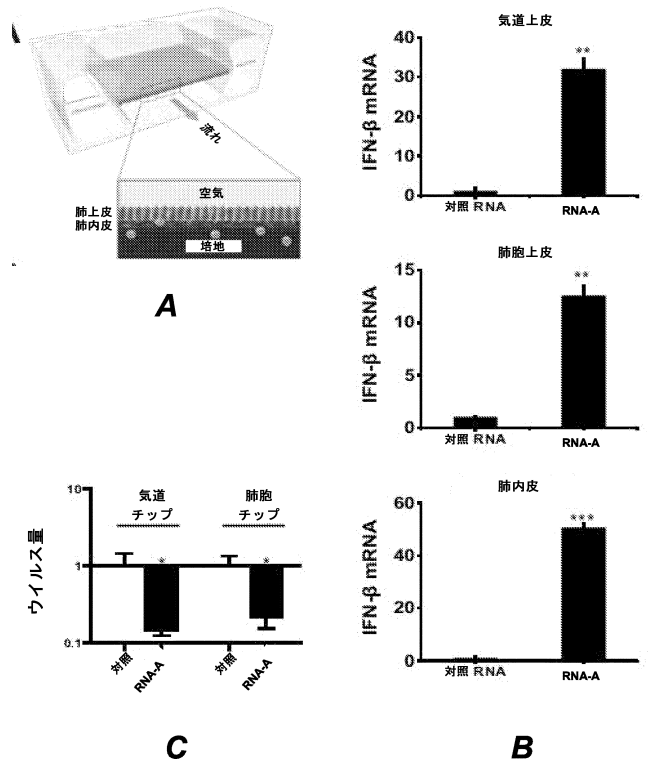 流れ
空気
肺上皮
肺内皮
培地
A
気道上皮
IFN-β mRNA
40
30
20
10
0
**
対照 RNA
RNA-A
肺胞上皮
IFN-β mRNA
15
10
5
0
**
対照 RNA
RNA-A
肺内皮
IFN-β mRNA
60
40
20
0
***
対照 RNA
RNA-A
B
ウイルス量
10
1
0.1
気道
チップ
肺胞
チップ
*
*
対照
RNA-A
対照
RNA-A
C